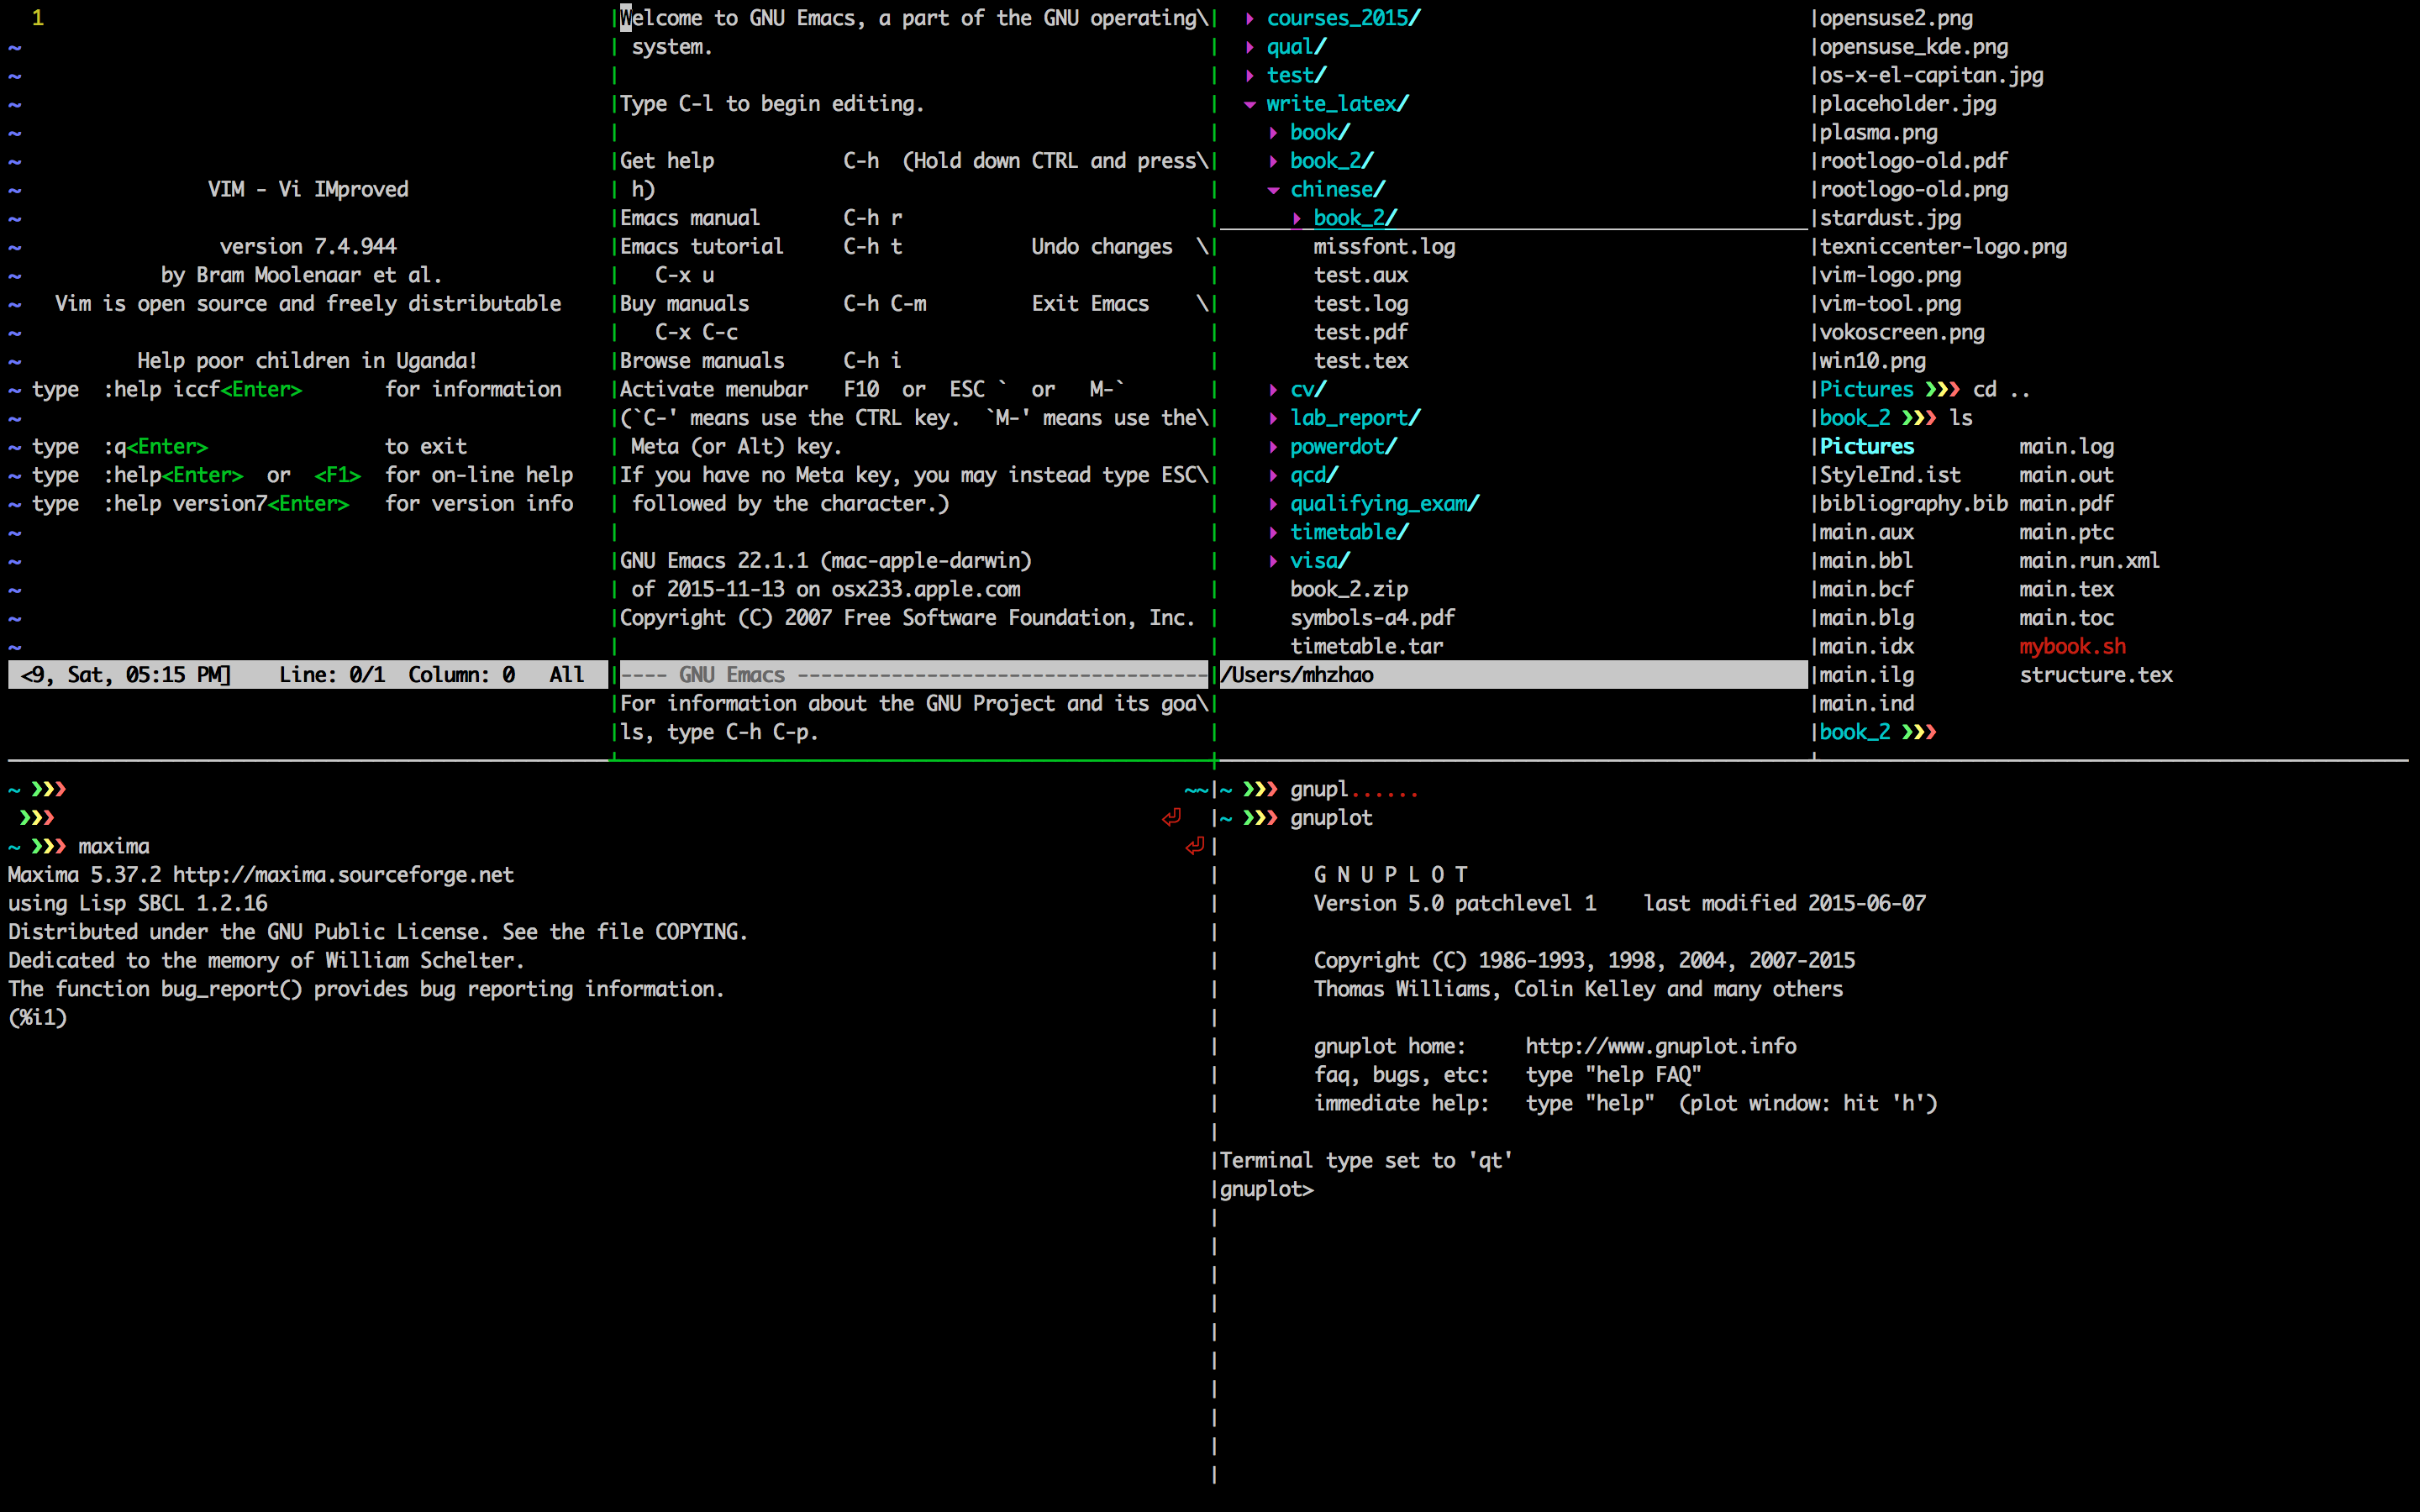 1
~
~
~
~
~
~ VIM - Vi IMproved
~
~ version 7.4.944
~ by Bram Moolenaar et al.
~ Vim is open source and freely distributable
~
~ Help poor children in Uganda!
~ type  :help iccf<Enter>       for information
~
~ type  :q<Enter>               to exit
~ type  :help<Enter>  or  <F1>  for on-line help
~ type  :help version7<Enter>   for version info
~
~
~
~
~
<9, Sat, 05:15 PM]    Line: 0/1  Column: 0   All
Welcome to GNU Emacs, a part of the GNU operating\
 system.
Type C-l to begin editing.
Get help           C-h  (Hold down CTRL and press\
 h)
Emacs manual       C-h r
Emacs tutorial     C-h t           Undo changes  \
   C-x u
Buy manuals        C-h C-m         Exit Emacs    \
   C-x C-c
Browse manuals     C-h i
Activate menubar   F10  or  ESC `  or   M-`
(`C-' means use the CTRL key.  `M-' means use the\
 Meta (or Alt) key.
If you have no Meta key, you may instead type ESC\
 followed by the character.)
GNU Emacs 22.1.1 (mac-apple-darwin)
 of 2015-11-13 on osx233.apple.com
Copyright (C) 2007 Free Software Foundation, Inc.
---- GNU Emacs -----------------------------------
For information about the GNU Project and its goa\
ls, type C-h C-p.
▸ courses_2015/
▸ qual/
▸ test/
▾ write_latex/
▸ book/
▸ book_2/
▾ chinese/
▸ book_2/
missfont.log
test.aux
test.log
test.pdf
test.tex
▸ cv/
▸ lab_report/
▸ powerdot/
▸ qcd/
▸ qualifying_exam/
▸ timetable/
▸ visa/
book_2.zip
symbols-a4.pdf
timetable.tar
/Users/mhzhao
opensuse2.png
opensuse_kde.png
os-x-el-capitan.jpg
placeholder.jpg
plasma.png
rootlogo-old.pdf
rootlogo-old.png
stardust.jpg
texniccenter-logo.png
vim-logo.png
vim-tool.png
vokoscreen.png
win10.png
Pictures ❯❯❯ cd ..
book_2 ❯❯❯ ls
Pictures         main.log
StyleInd.ist     main.out
bibliography.bib main.pdf
main.aux         main.ptc
main.bbl         main.run.xml
main.bcf         main.tex
main.blg         main.toc
main.idx         mybook.sh
main.ilg         structure.tex
main.ind
book_2 ❯❯❯
~ ❯❯❯ ~~
❯❯❯ ⏎
~ ❯❯❯ maxima ⏎
Maxima 5.37.2 http://maxima.sourceforge.net
using Lisp SBCL 1.2.16
Distributed under the GNU Public License. See the file COPYING.
Dedicated to the memory of William Schelter.
The function bug_report() provides bug reporting information.
(%i1)
~ ❯❯❯ gnupl......
~ ❯❯❯ gnuplot
G N U P L O T
Version 5.0 patchlevel 1    last modified 2015-06-07
Copyright (C) 1986-1993, 1998, 2004, 2007-2015
Thomas Williams, Colin Kelley and many others
gnuplot home:     http://www.gnuplot.info
faq, bugs, etc:   type "help FAQ"
immediate help:   type "help"  (plot window: hit 'h')
Terminal type set to 'qt'
gnuplot>